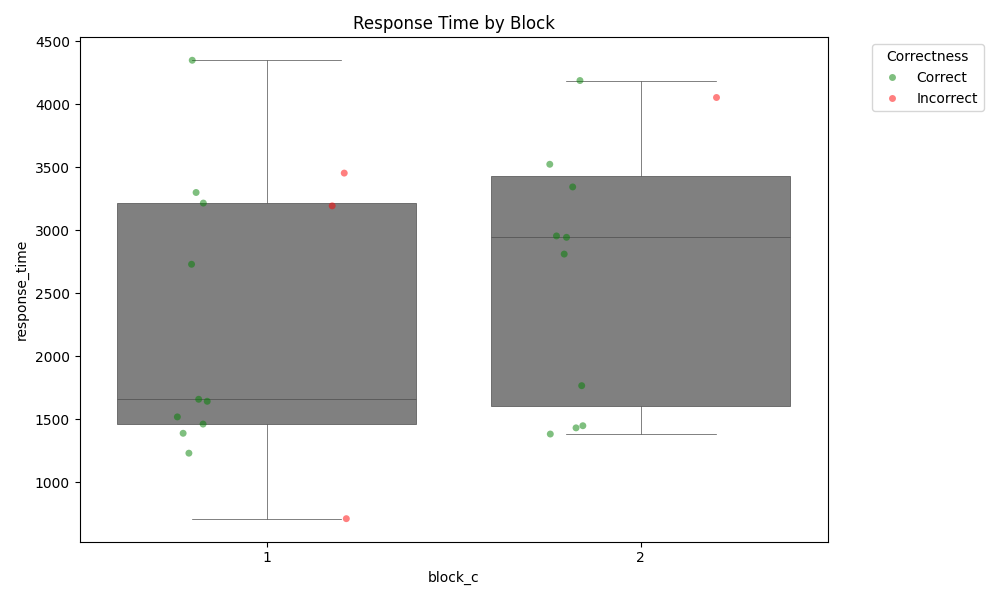 Response Time by Block
Correctness
Correct
Incorrect
4500
4000
3500
3000
2500
2000
1500
1000
response_time
1
2
block_c